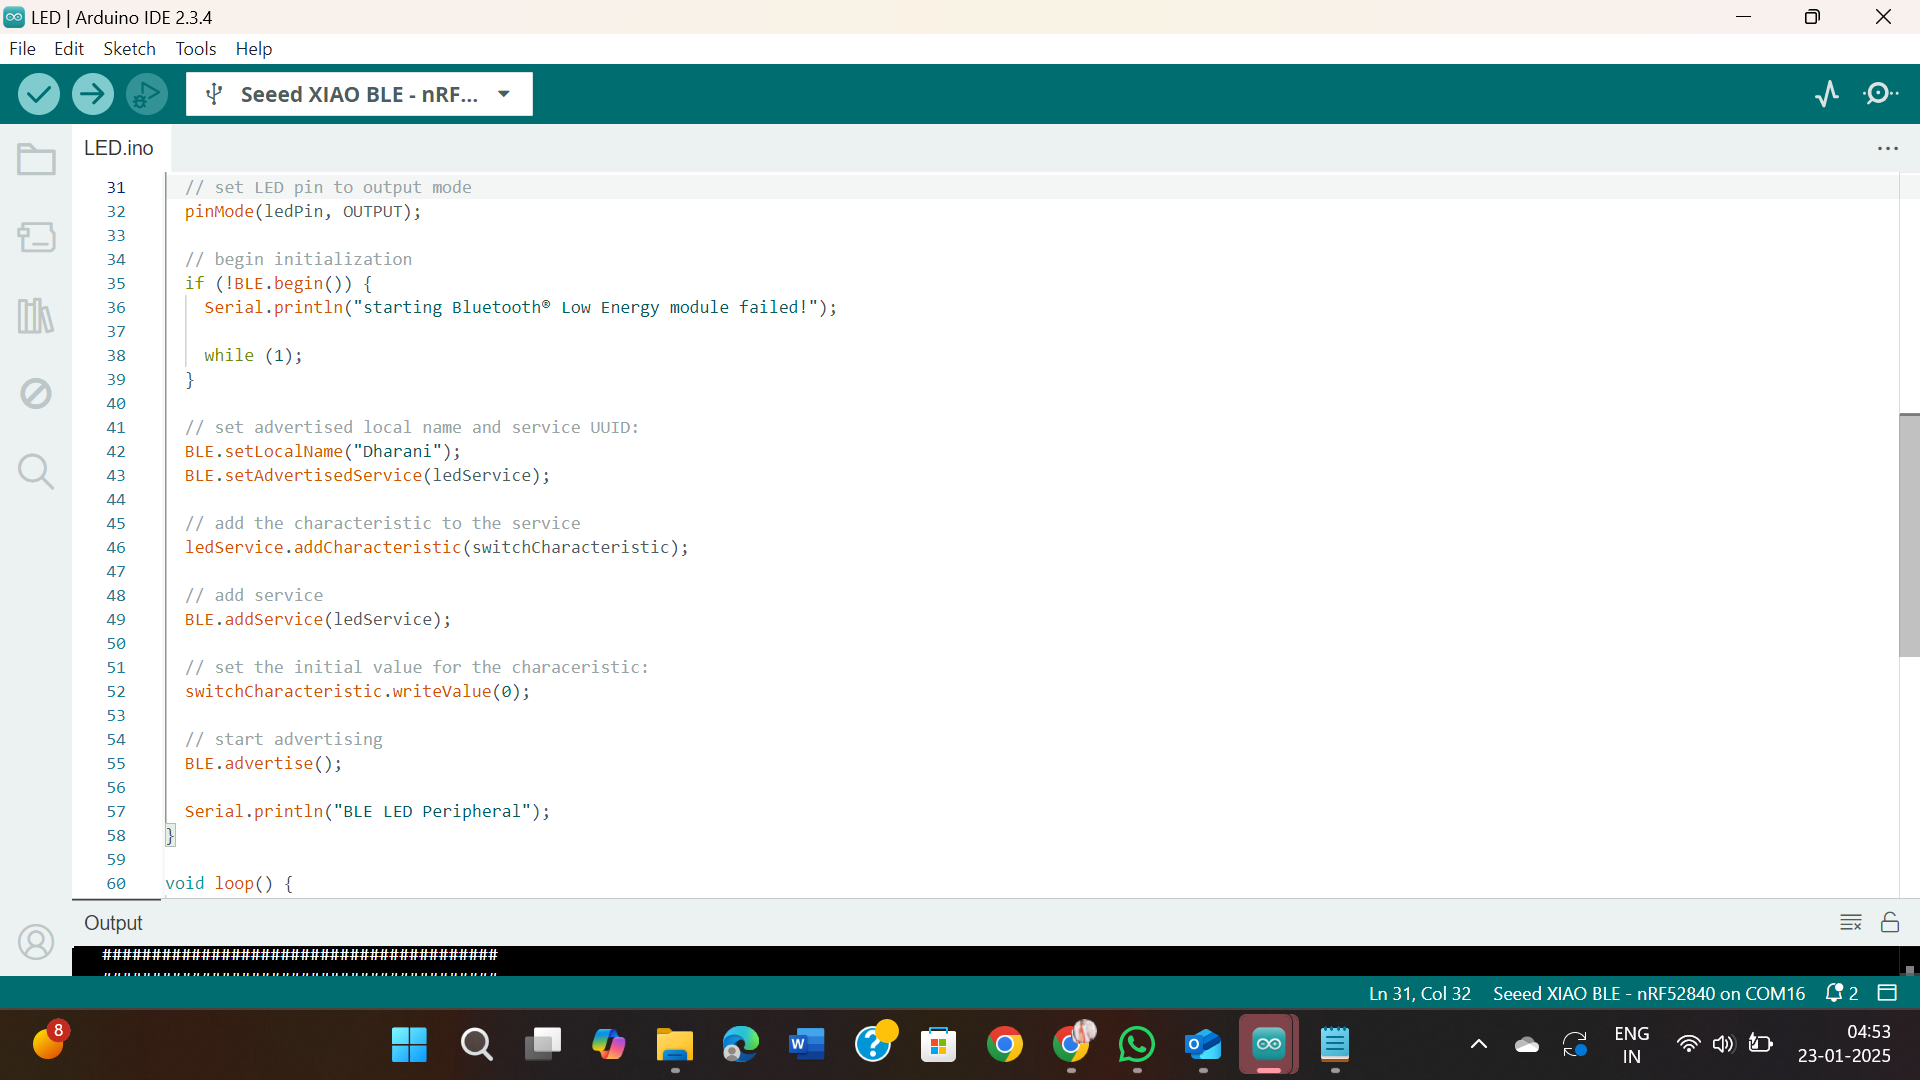 LED | Arduino IDE 2.3.4
File Edit Sketch Tools Help
Seeed XIAO BLE - nRF...
LED.ino
31 // set LED pin to output mode
32 pinMode(ledPin, OUTPUT);
33
34 // begin initialization
35 if (!BLE.begin()) {
36 Serial.println("starting Bluetooth® Low Energy module failed!");
37
38 while (1);
39 }
40
41 // set advertised local name and service UUID:
42 BLE.setLocalName("Dharani");
43 BLE.setAdvertisedService(ledService);
44
45 // add the characteristic to the service
46 ledService.addCharacteristic(switchCharacteristic);
47
48 // add service
49 BLE.addService(ledService);
50
51 // set the initial value for the characeristic:
52 switchCharacteristic.writeValue(0);
53
54 // start advertising
55 BLE.advertise();
56
57 Serial.println("BLE LED Peripheral");
58 }
59
60 void loop() {
Output
########################################
Ln 31, Col 32 Seeed XIAO BLE - nRF52840 on COM16 2
8
ENG
IN
04:53
23-01-2025